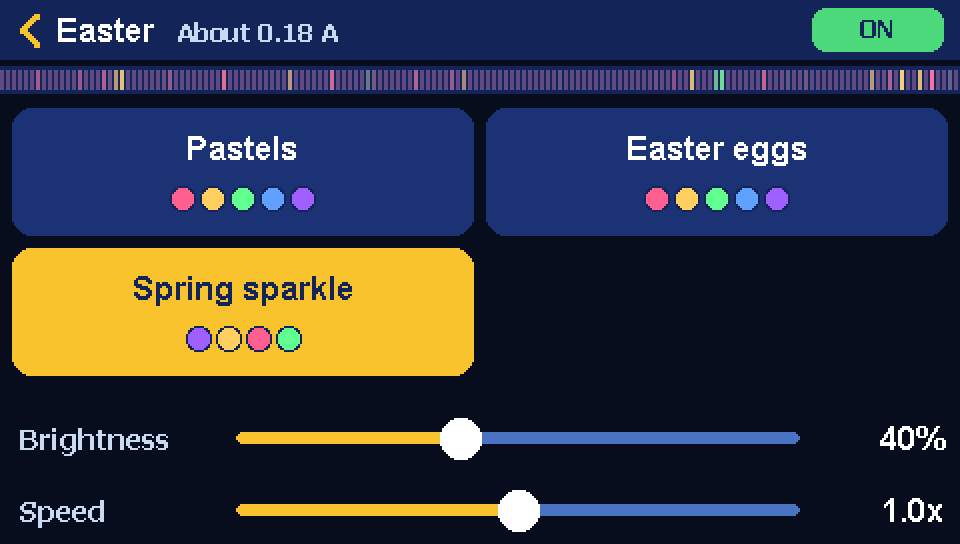 Easter About 0.18 A ON
Pastels
Easter eggs
Spring sparkle
Brightness 40%
Speed 1.0x